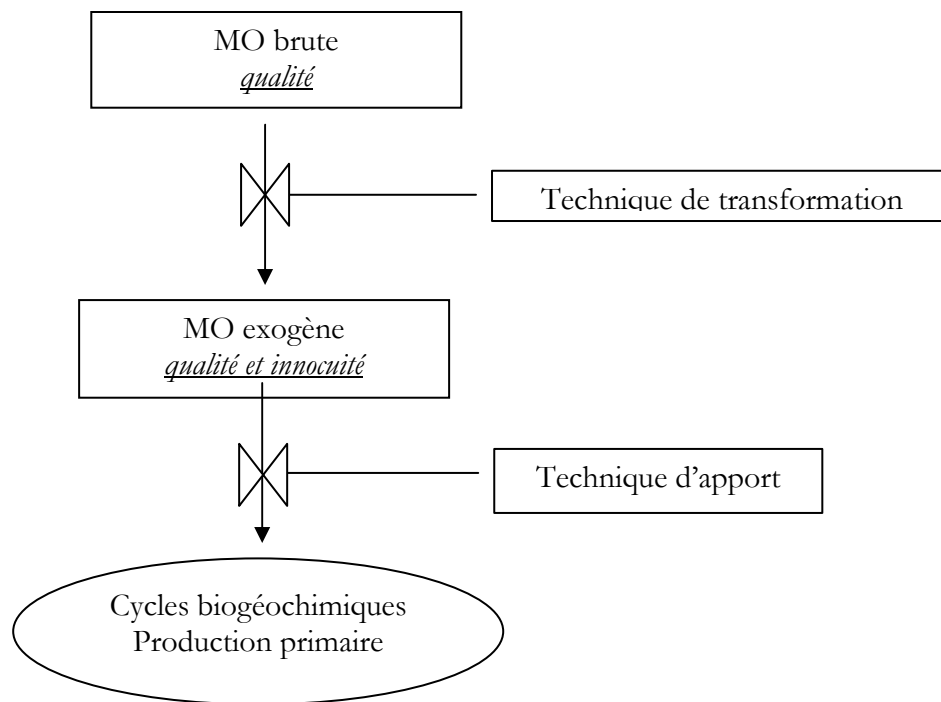 MO brute
qualité
Technique de transformation
MO exogène
qualité et innocuité
Technique d'apport
Cycles biogéochimiques
Production primaire